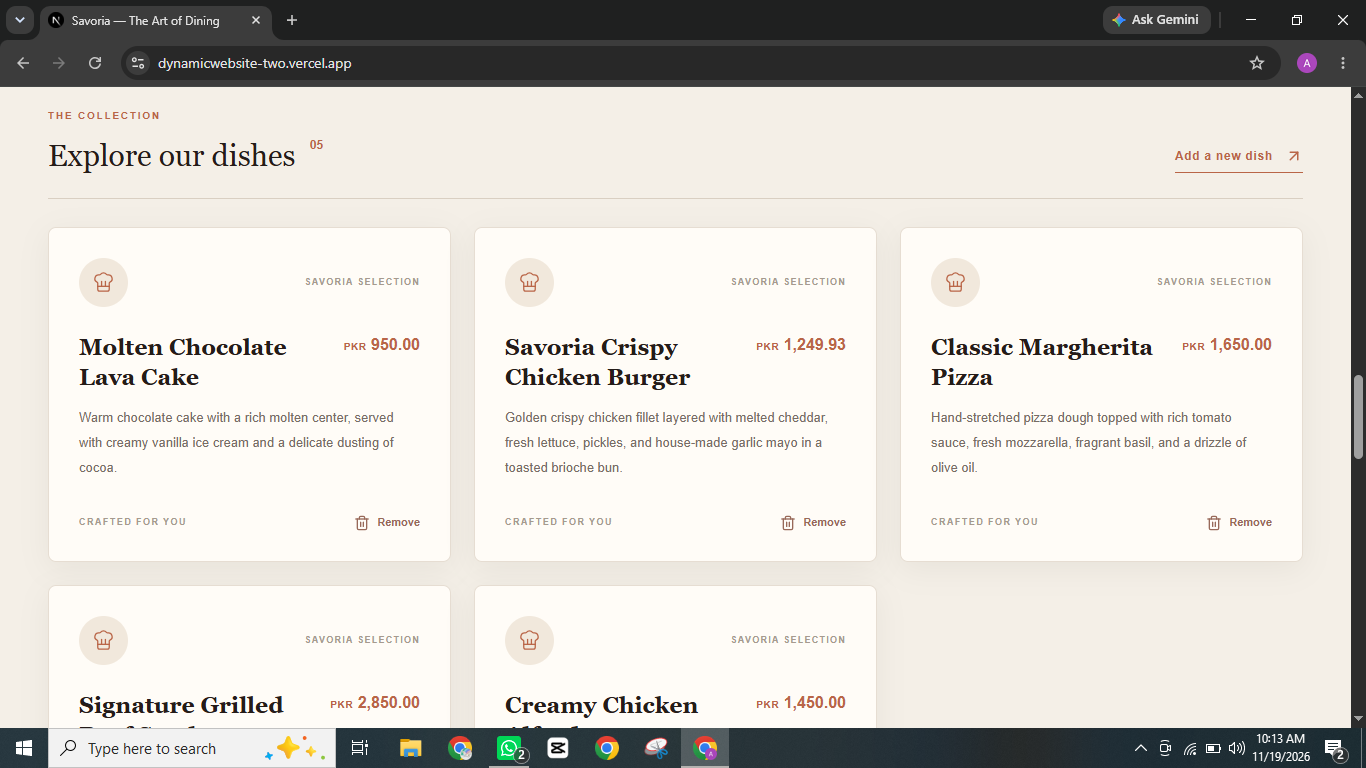 Savoria — The Art of Dining
Ask Gemini
dynamicwebsite-two.vercel.app
A
THE COLLECTION
Explore our dishes 05
Add a new dish
SAVORIA SELECTION
Molten Chocolate
Lava Cake
PKR 950.00
Warm chocolate cake with a rich molten center, served
with creamy vanilla ice cream and a delicate dusting of
cocoa.
CRAFTED FOR YOU
Remove
SAVORIA SELECTION
Savoria Crispy
Chicken Burger
PKR 1,249.93
Golden crispy chicken fillet layered with melted cheddar,
fresh lettuce, pickles, and house-made garlic mayo in a
toasted brioche bun.
CRAFTED FOR YOU
Remove
SAVORIA SELECTION
Classic Margherita
Pizza
PKR 1,650.00
Hand-stretched pizza dough topped with rich tomato
sauce, fresh mozzarella, fragrant basil, and a drizzle of
olive oil.
CRAFTED FOR YOU
Remove
SAVORIA SELECTION
Signature Grilled
PKR 2,850.00
SAVORIA SELECTION
Creamy Chicken
PKR 1,450.00
Type here to search
2
10:13 AM
11/19/2026
2